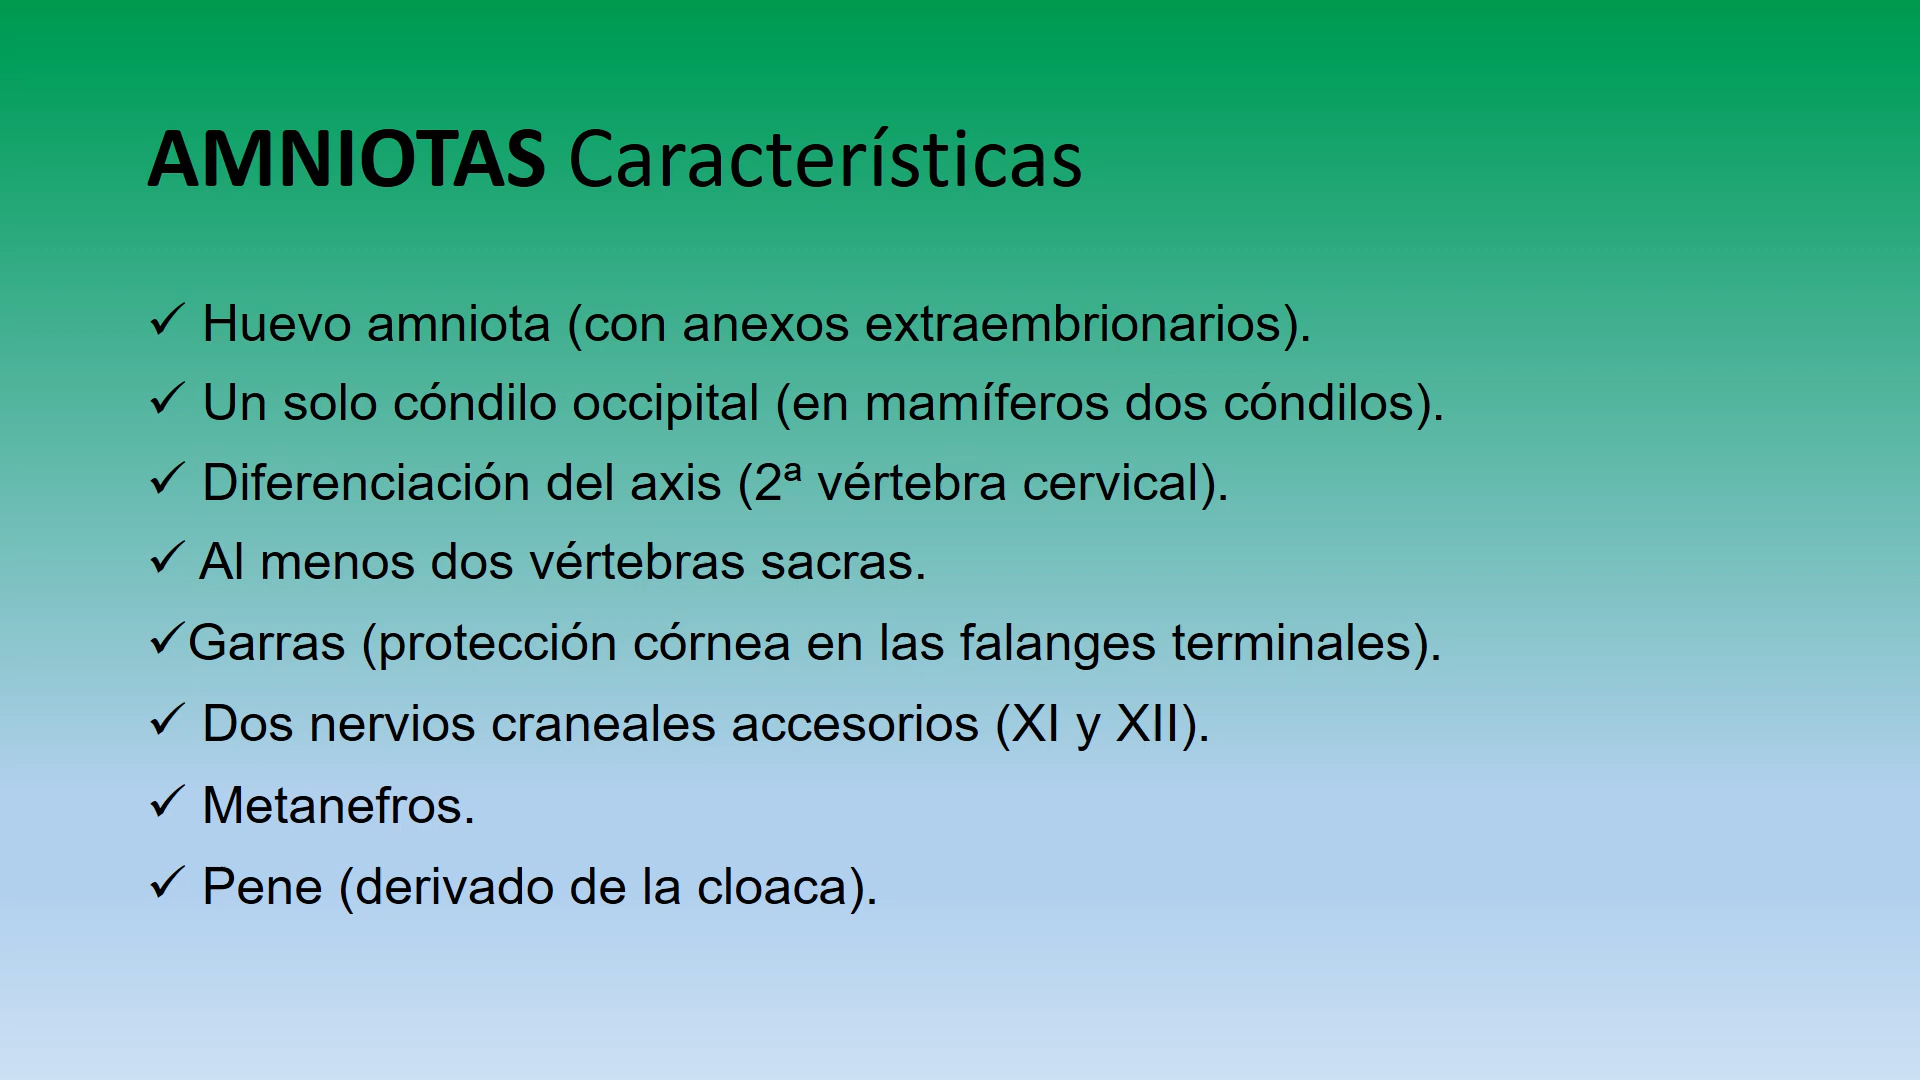 AMNIOTAS Características
✓ Huevo amniota (con anexos extraembrionarios).
✓ Un solo cóndilo occipital (en mamíferos dos cóndilos).
✓ Diferenciación del axis (2ª vértebra cervical).
✓ Al menos dos vértebras sacras.
✓Garras (protección córnea en las falanges terminales).
✓ Dos nervios craneales accesorios (XI y XII).
✓ Metanefros.
✓ Pene (derivado de la cloaca).